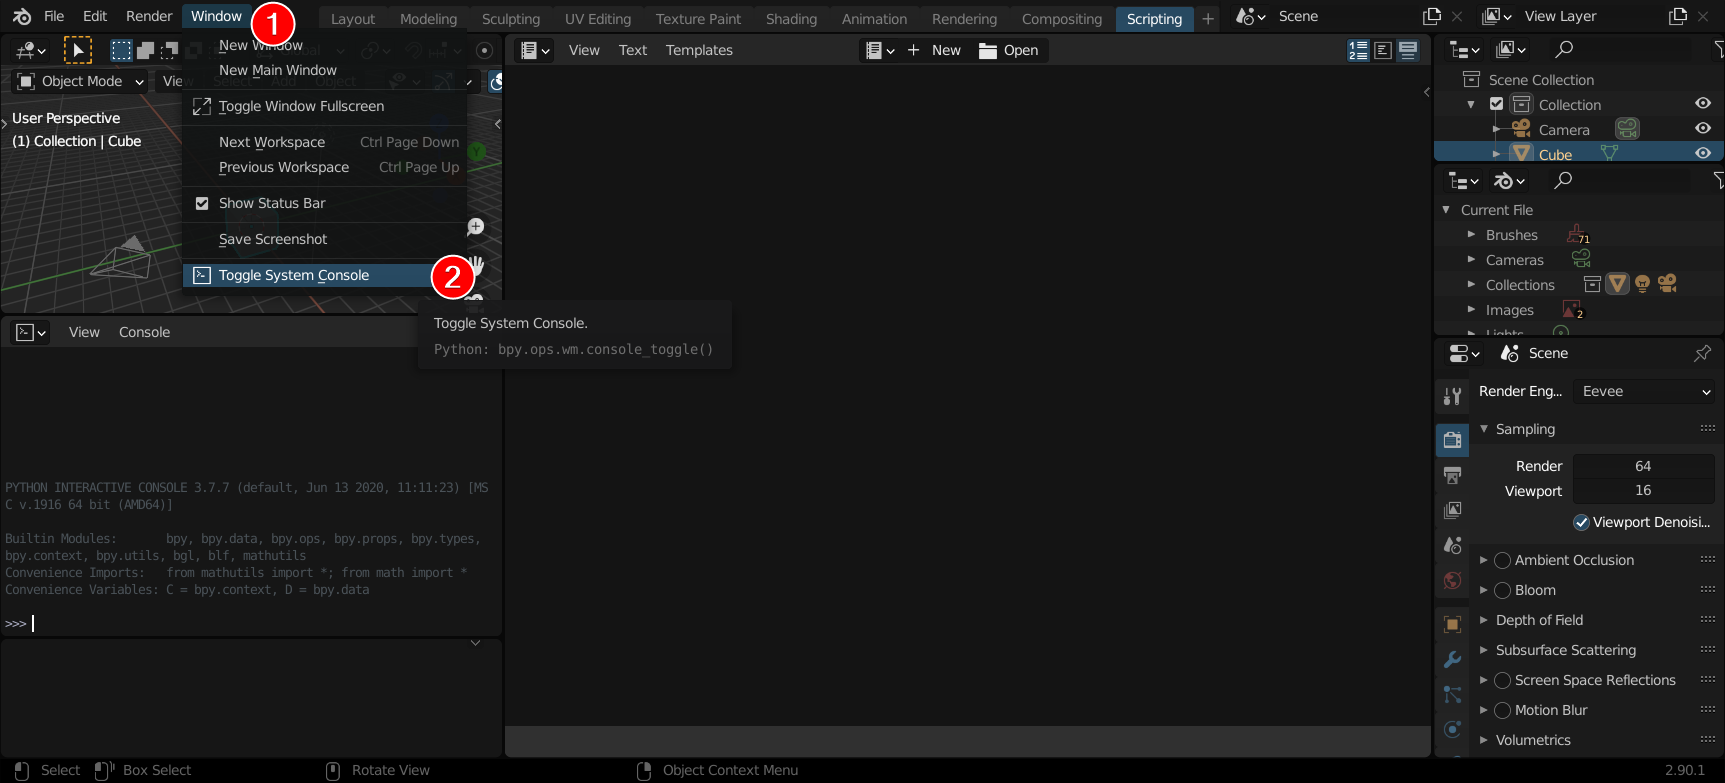 File Edit Render Window 1 Layout Modeling Sculpting UV Editing Texture Paint Shading Animation Rendering Compositing Scripting + Scene View Layer
New Window
New Main Window
Toggle Window Fullscreen
Next Workspace Ctrl Page Down
Previous Workspace Ctrl Page Up
Show Status Bar
Save Screenshot
Toggle System Console 2
Toggle System Console.
Python: bpy.ops.wm.console_toggle()
Object Mode View Select Add Object
User Perspective
(1) Collection | Cube
Y
View Console
PYTHON INTERACTIVE CONSOLE 3.7.7 (default, Jun 13 2020, 11:11:23) [MS
C v.1916 64 bit (AMD64)]
Builtin Modules: bpy, bpy.data, bpy.ops, bpy.props, bpy.types,
bpy.context, bpy.utils, bgl, blf, mathutils
Convenience Imports: from mathutils import *; from math import *
Convenience Variables: C = bpy.context, D = bpy.data
>>>
View Text Templates New Open
Scene Collection
Collection
Camera
Cube
Current File
Brushes 71
Cameras
Collections
Images 2
Lights
Scene
Render Eng... Eevee
Sampling
Render 64
Viewport 16
Viewport Denoisi...
Ambient Occlusion
Bloom
Depth of Field
Subsurface Scattering
Screen Space Reflections
Motion Blur
Volumetrics
Select Box Select Rotate View Object Context Menu 2.90.1